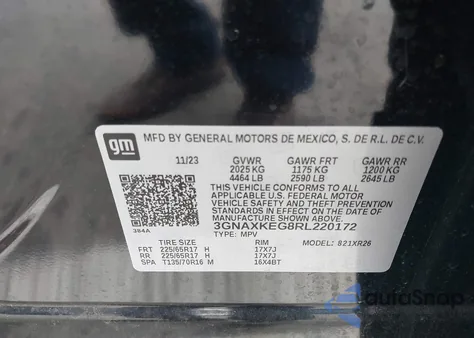 gm
MFD BY GENERAL MOTORS DE MEXICO, S. DE R.L. DE C.V.
11/23 GVWR GAWR FRT GAWR RR
2025 KG 1175 KG 1200 KG
4464 LB 2590 LB 2645 LB
THIS VEHICLE CONFORMS TO ALL
APPLICABLE U.S. FEDERAL MOTOR
VEHICLE SAFETY, BUMPER, AND THEFT
PREVENTION STANDARDS IN EFFECT ON
THE DATE OF MANUFACTURE SHOWN ABOVE.
3GNAXKEG8RL220172
384A
TYPE: MPV
TIRE SIZE RIM MODEL: 821XR26
FRT 225/65R17 H 17X7J
RR 225/65R17 H 17X7J
SPA T135/70R16 M 16X4BT
autoSnap